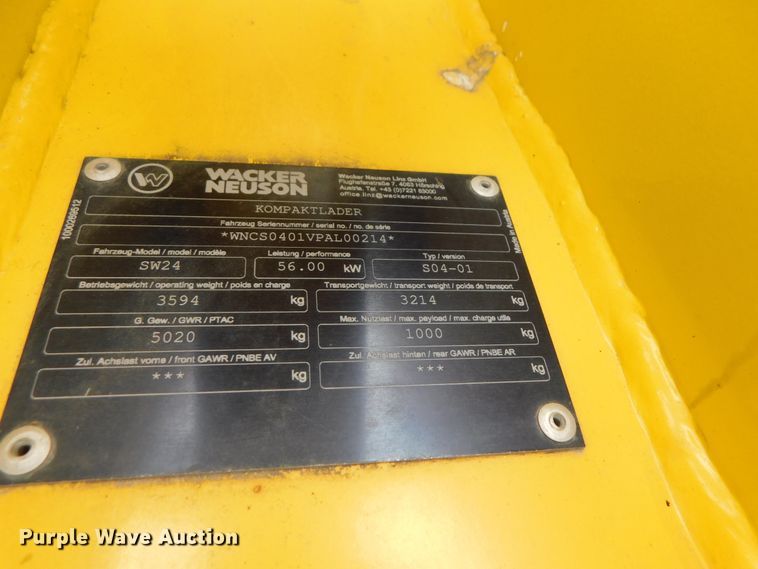 WACKER
NEUSON
Wacker Neuson Linz GmbH
Flughafenstraße 7, 4063 Hörsching
Austria, Tel. +43 (0)7221 63000
office.linz@wackerneuson.com
1000269512
KOMPAKTLADER
Made in Austria
Fahrzeug Seriennummer / serial no. / no. de série
*WNCS0401VPAL00214*
Fahrzeug-Model / model / modèle Leistung / performance Typ / version
SW24 56.00 kW S04-01
Betriebsgewicht / operating weight / poids en charge Transportgewicht / transport weight / poids de transport
3594 kg 3214 kg
G. Gew. / GWR / PTAC Max. Nutzlast / max. payload / max. charge utile
5020 kg 1000 kg
Zul. Achslast vorne / front GAWR / PNBE AV Zul. Achslast hinten / rear GAWR / PNBE AR
*** kg *** kg
Purple Wave Auction